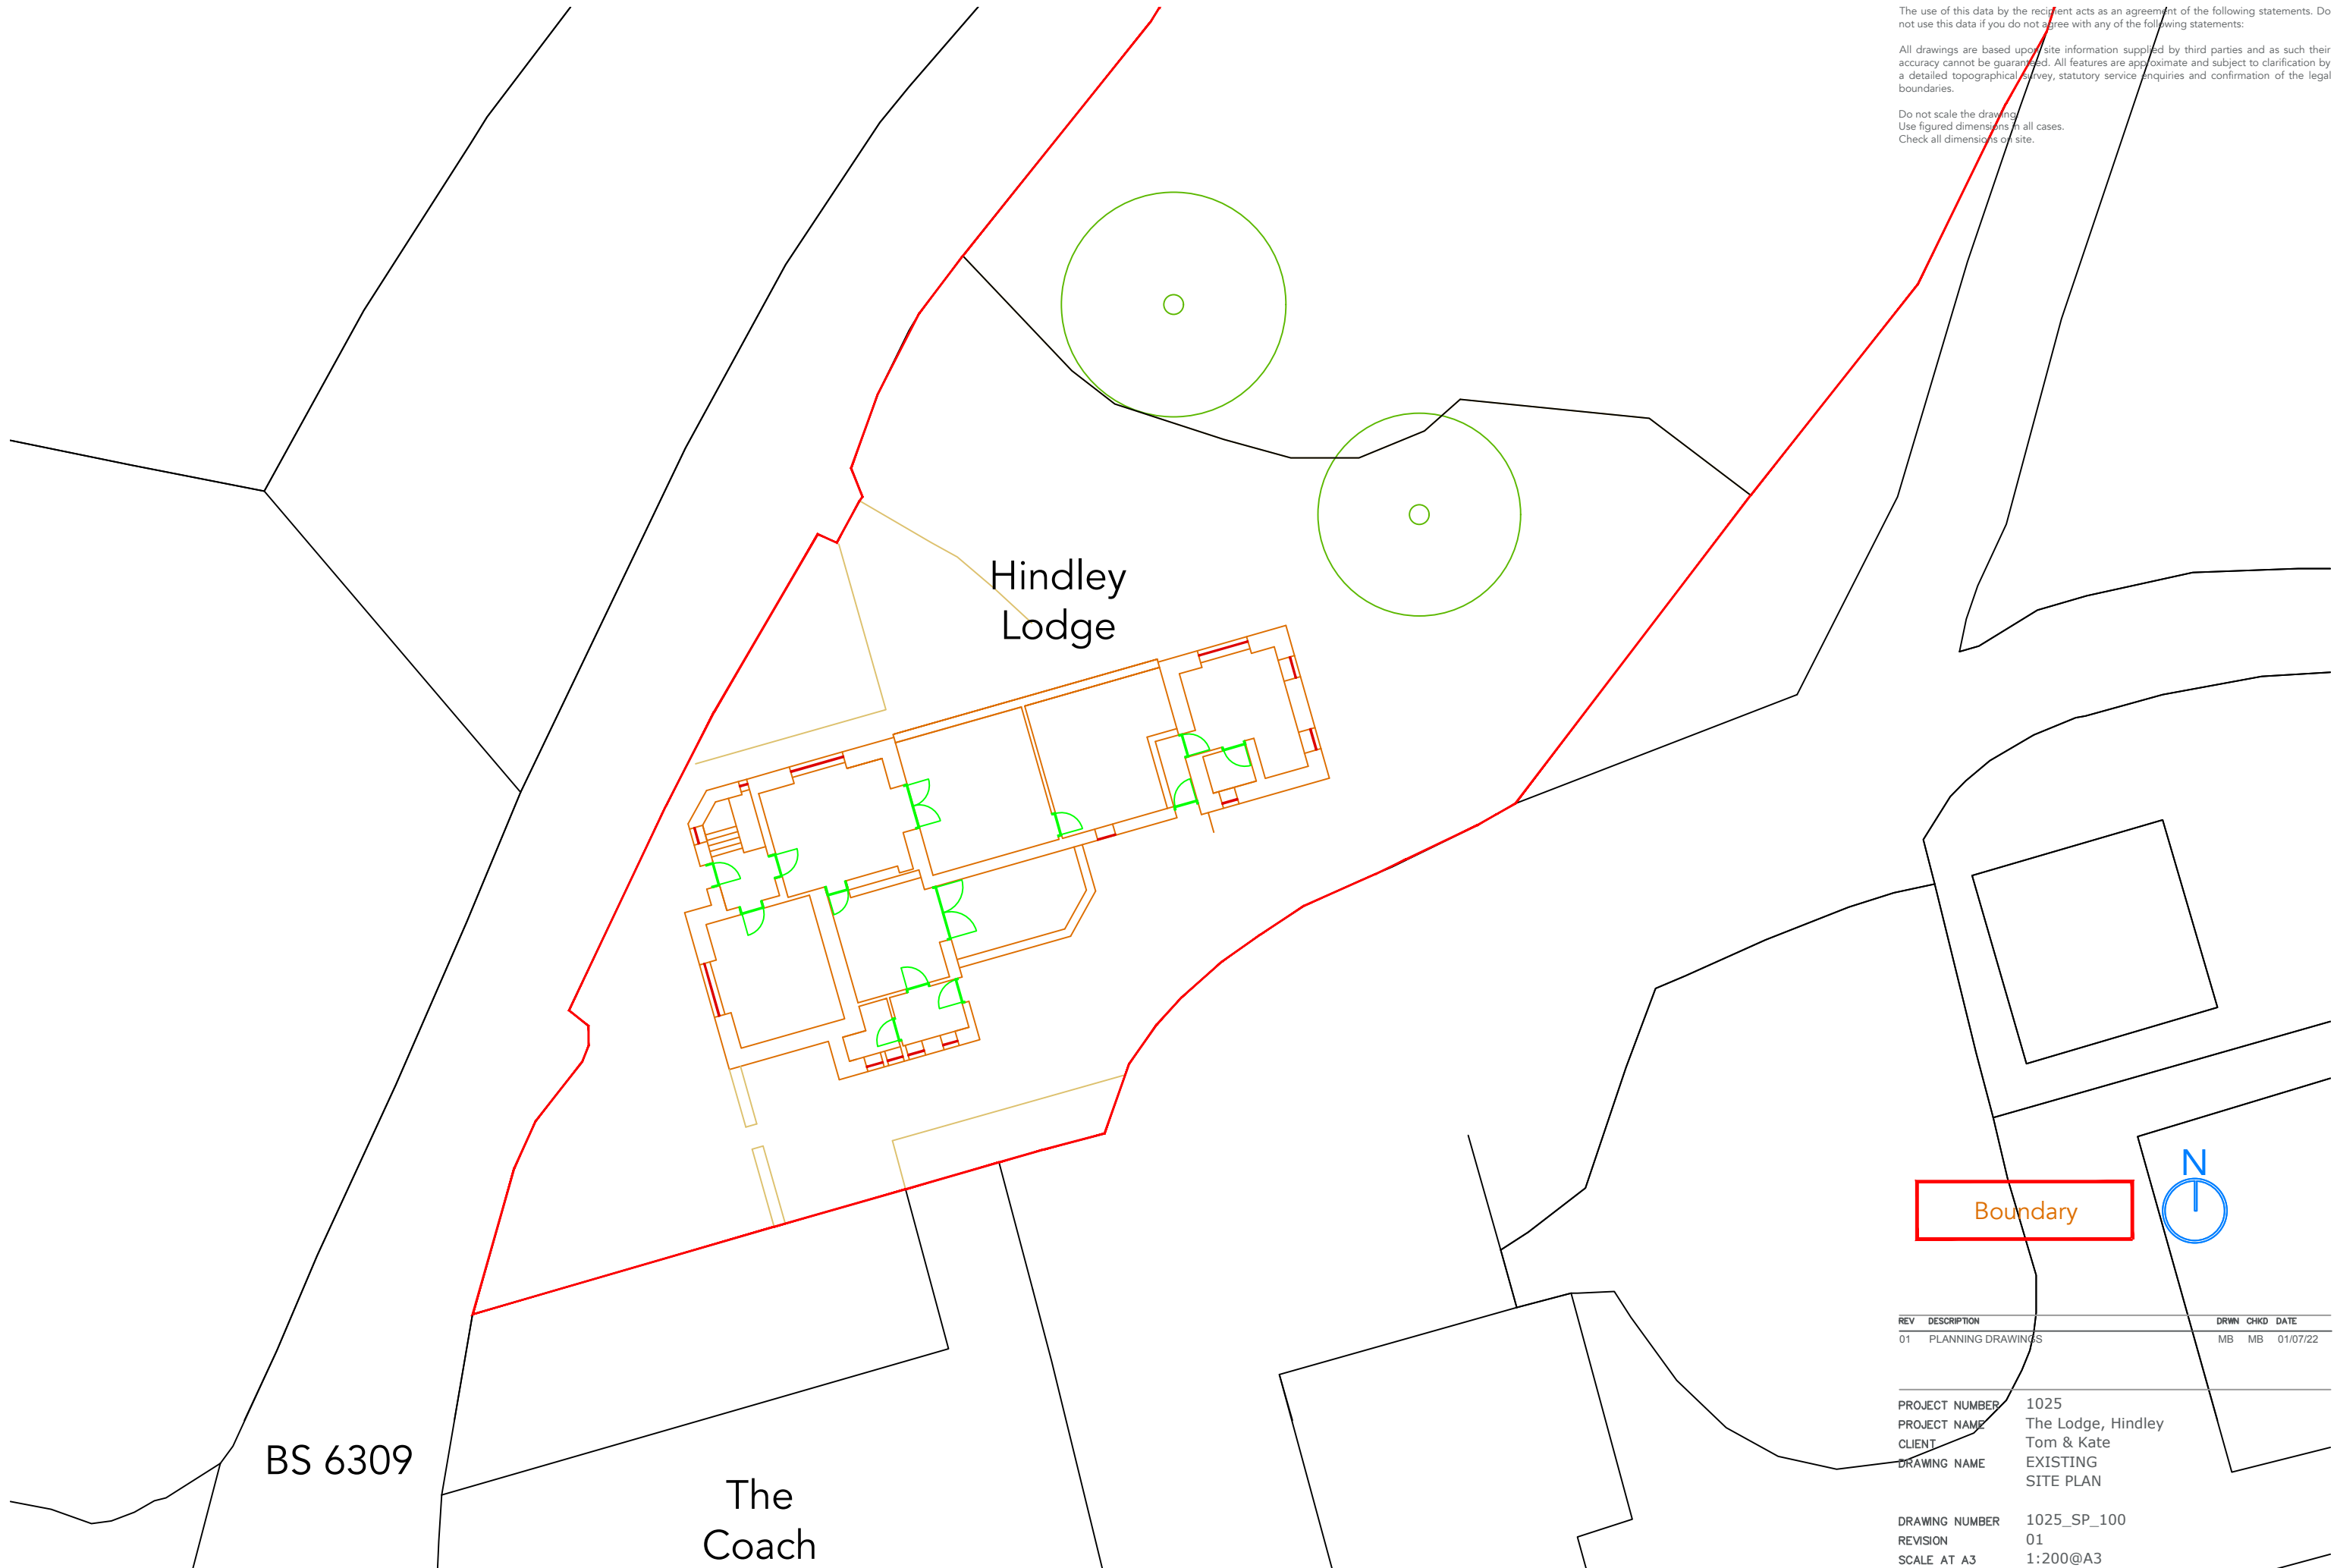 The use of this data by the recipient acts as an agreement of the following statements. Do
not use this data if you do not agree with any of the following statements:
All drawings are based upon site information supplied by third parties and as such their
accuracy cannot be guaranteed. All features are approximate and subject to clarification by
a detailed topographical survey, statutory service enquiries and confirmation of the legal
boundaries.
Do not scale the drawing.
Use figured dimensions in all cases.
Check all dimensions on site.
Hindley
Lodge
BS 6309
The
Coach
N
Boundary
REV DESCRIPTION DRWN CHKD DATE
01 PLANNING DRAWINGS MB MB 01/07/22
PROJECT NUMBER 1025
PROJECT NAME The Lodge, Hindley
CLIENT Tom & Kate
DRAWING NAME EXISTING
SITE PLAN
DRAWING NUMBER 1025_SP_100
REVISION 01
SCALE AT A3 1:200@A3